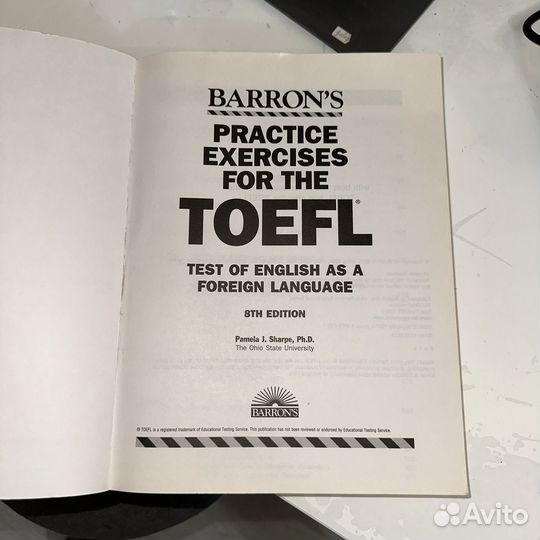 BARRON'S
PRACTICE
EXERCISES
FOR THE
TOEFL®
TEST OF ENGLISH AS A
FOREIGN LANGUAGE
8TH EDITION
Pamela J. Sharpe, Ph.D.
The Ohio State University
BARRON'S
® TOEFL is a registered trademark of Educational Testing Service. This publication has not been reviewed or endorsed by Educational Testing Service.
Avito